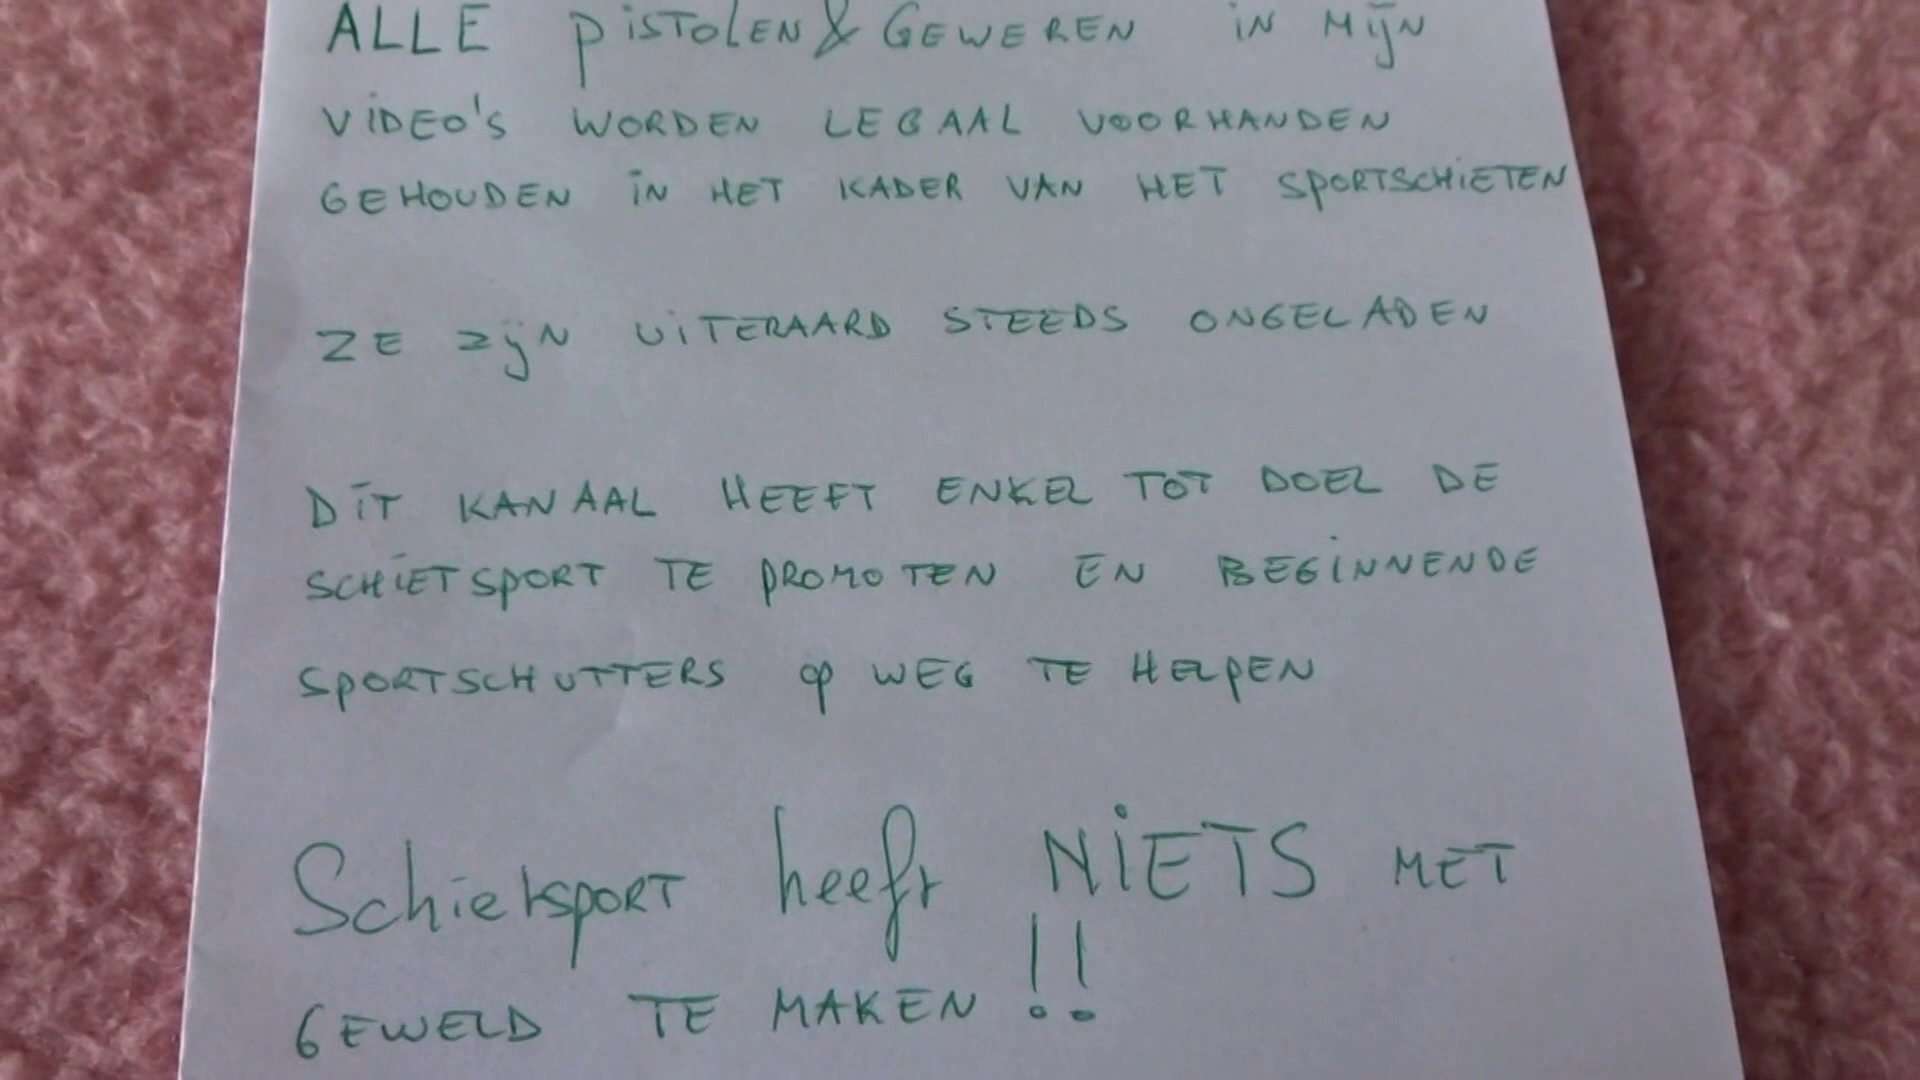 ALLE PISTOLEN & GEWEREN IN MIJN
VIDEO'S WORDEN LEGAAL VOORHANDEN
GEHOUDEN IN HET KADER VAN HET SPORTSCHIETEN
ZE ZIJN UITERAARD STEEDS ONGELADEN
DIT KANAAL HEEFT ENKEL TOT DOEL DE
SCHIETSPORT TE PROMOTEN EN BEGINNENDE
SPORTSCHUTTERS OP WEG TE HELPEN
SchietsPORT heeft NIETS MET
GEWELD TE MAKEN !!